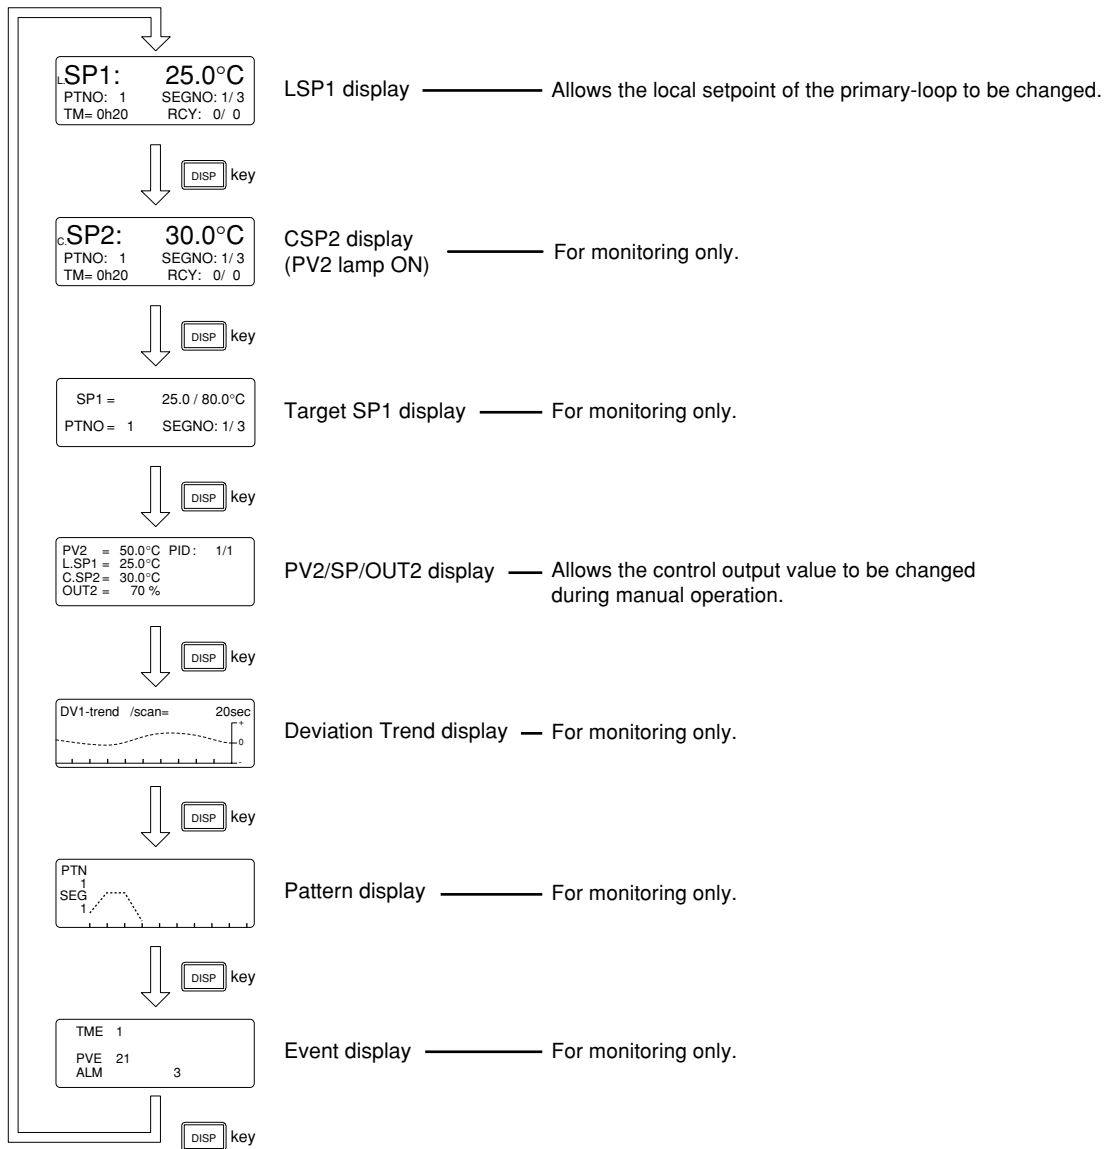 L.SP1: 25.0°C
PTNO: 1 SEGNO: 1/ 3
TM= 0h20 RCY: 0/ 0
LSP1 display
Allows the local setpoint of the primary-loop to be changed.
DISP key
C.SP2: 30.0°C
PTNO: 1 SEGNO: 1/ 3
TM= 0h20 RCY: 0/ 0
CSP2 display
(PV2 lamp ON)
For monitoring only.
DISP key
SP1 = 25.0 / 80.0°C
PTNO = 1 SEGNO: 1/ 3
Target SP1 display
For monitoring only.
DISP key
PV2 = 50.0°C PID : 1/1
L.SP1 = 25.0°C
C.SP2 = 30.0°C
OUT2 = 70 %
PV2/SP/OUT2 display
Allows the control output value to be changed
during manual operation.
DISP key
DV1-trend /scan= 20sec
+
0
-
Deviation Trend display
For monitoring only.
DISP key
PTN
1
SEG
1
Pattern display
For monitoring only.
DISP key
TME 1
PVE 21
ALM 3
Event display
For monitoring only.
DISP key